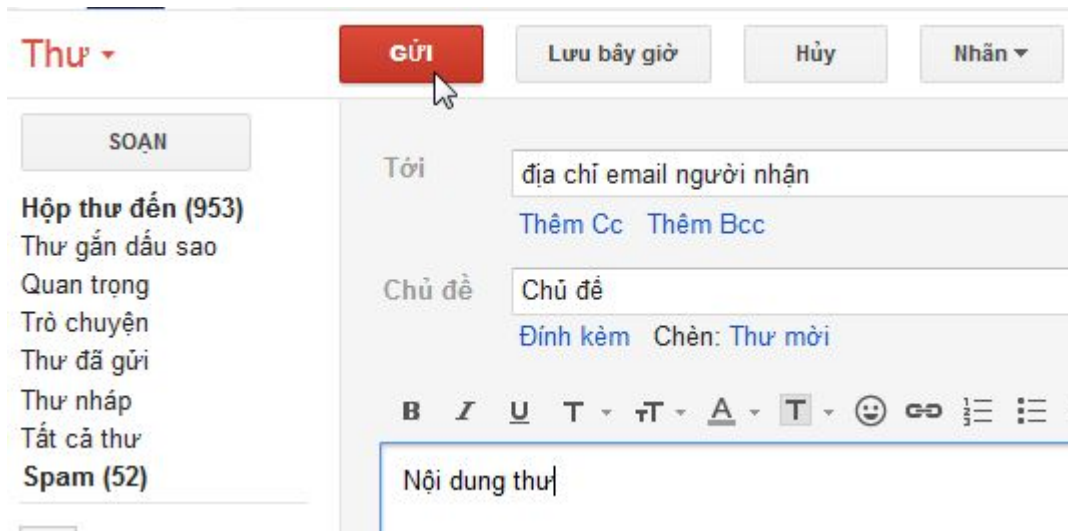 Thư
GỬI
Lưu bây giờ
Hủy
Nhãn
SOẠN
Hộp thư đến (953)
Thư gắn dấu sao
Quan trọng
Trò chuyện
Thư đã gửi
Thư nháp
Tất cả thư
Spam (52)
Tới
địa chỉ email người nhận
Thêm Cc Thêm Bcc
Chủ đề
Chủ đề
Đính kèm Chèn: Thư mời
B I U T TT A T
Nội dung thư